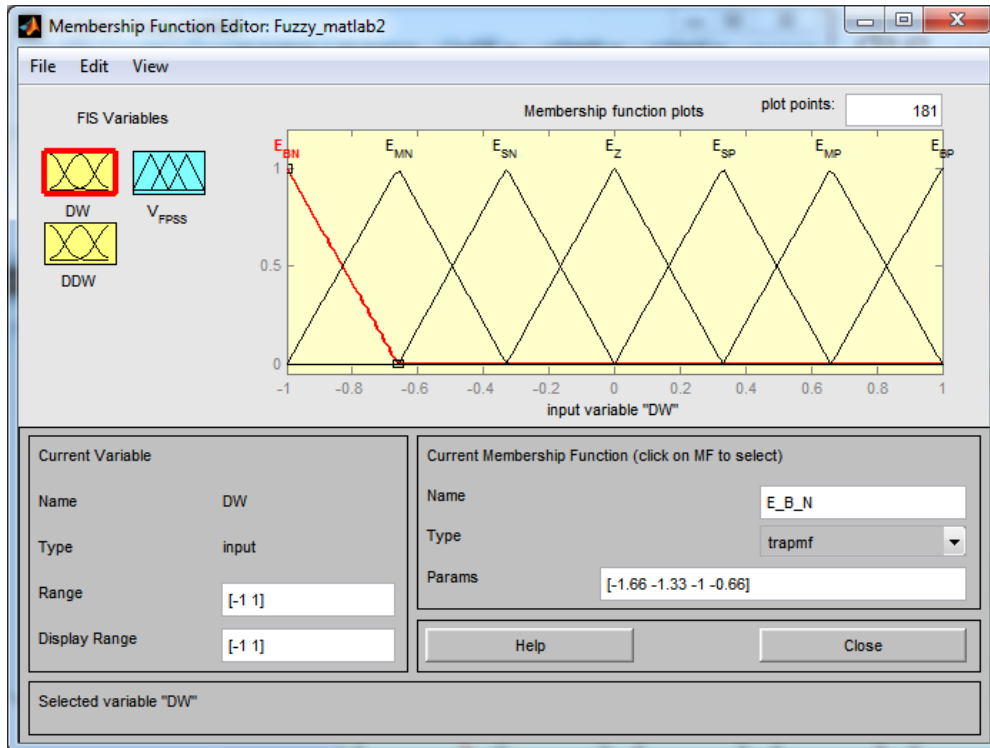 Membership Function Editor: Fuzzy_matlab2
File Edit View
FIS Variables
DW
V_FPSS
DDW
Membership function plots
plot points: 181
E_BN E_MN E_SN E_Z E_SP E_MP E_BP
1
0.5
0
-1 -0.8 -0.6 -0.4 -0.2 0 0.2 0.4 0.6 0.8 1
input variable "DW"
Current Variable
Name DW
Type input
Range [-1 1]
Display Range [-1 1]
Current Membership Function (click on MF to select)
Name E_B_N
Type trapmf
Params [-1.66 -1.33 -1 -0.66]
Help Close
Selected variable "DW"